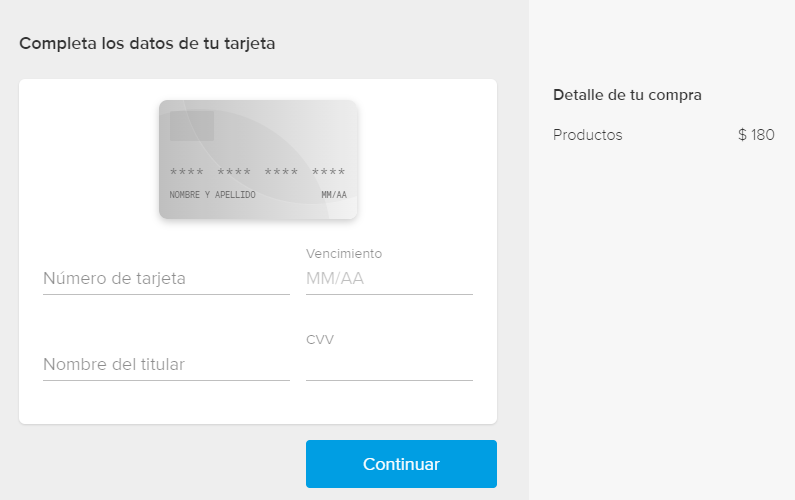 Completa los datos de tu tarjeta
**** **** **** ****
NOMBRE Y APELLIDO MM/AA
Vencimiento
Número de tarjeta MM/AA
CVV
Nombre del titular
Continuar
Detalle de tu compra
Productos $ 180